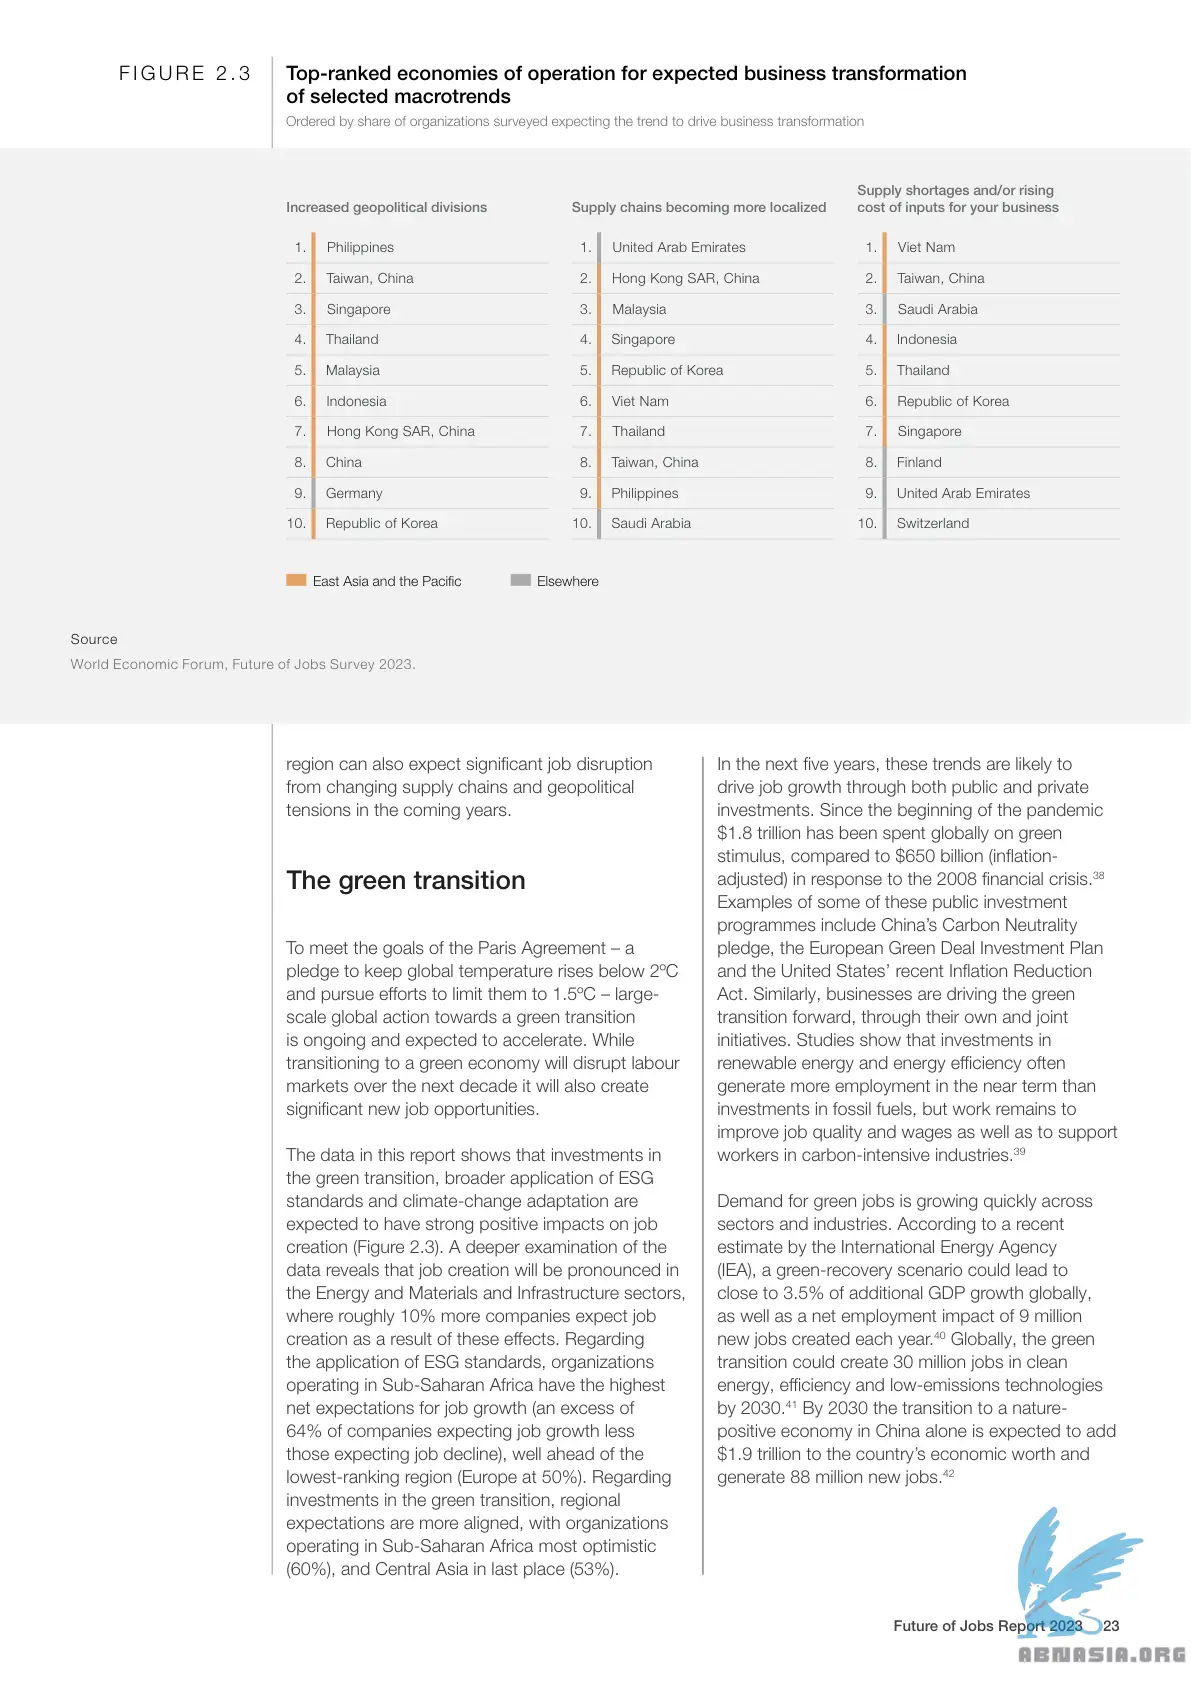 FIGURE 2.3
Top-ranked economies of operation for expected business transformation
of selected macrotrends
Ordered by share of organizations surveyed expecting the trend to drive business transformation
Increased geopolitical divisions
1. Philippines
2. Taiwan, China
3. Singapore
4. Thailand
5. Malaysia
6. Indonesia
7. Hong Kong SAR, China
8. China
9. Germany
10. Republic of Korea
Supply chains becoming more localized
1. United Arab Emirates
2. Hong Kong SAR, China
3. Malaysia
4. Singapore
5. Republic of Korea
6. Viet Nam
7. Thailand
8. Taiwan, China
9. Philippines
10. Saudi Arabia
Supply shortages and/or rising
cost of inputs for your business
1. Viet Nam
2. Taiwan, China
3. Saudi Arabia
4. Indonesia
5. Thailand
6. Republic of Korea
7. Singapore
8. Finland
9. United Arab Emirates
10. Switzerland
East Asia and the Pacific
Elsewhere
Source
World Economic Forum, Future of Jobs Survey 2023.
region can also expect significant job disruption
from changing supply chains and geopolitical
tensions in the coming years.
The green transition
To meet the goals of the Paris Agreement – a
pledge to keep global temperature rises below 2ºC
and pursue efforts to limit them to 1.5ºC – large-
scale global action towards a green transition
is ongoing and expected to accelerate. While
transitioning to a green economy will disrupt labour
markets over the next decade it will also create
significant new job opportunities.
The data in this report shows that investments in
the green transition, broader application of ESG
standards and climate-change adaptation are
expected to have strong positive impacts on job
creation (Figure 2.3). A deeper examination of the
data reveals that job creation will be pronounced in
the Energy and Materials and Infrastructure sectors,
where roughly 10% more companies expect job
creation as a result of these effects. Regarding
the application of ESG standards, organizations
operating in Sub-Saharan Africa have the highest
net expectations for job growth (an excess of
64% of companies expecting job growth less
those expecting job decline), well ahead of the
lowest-ranking region (Europe at 50%). Regarding
investments in the green transition, regional
expectations are more aligned, with organizations
operating in Sub-Saharan Africa most optimistic
(60%), and Central Asia in last place (53%).
In the next five years, these trends are likely to
drive job growth through both public and private
investments. Since the beginning of the pandemic
$1.8 trillion has been spent globally on green
stimulus, compared to $650 billion (inflation-
adjusted) in response to the 2008 financial crisis.38
Examples of some of these public investment
programmes include China’s Carbon Neutrality
pledge, the European Green Deal Investment Plan
and the United States’ recent Inflation Reduction
Act. Similarly, businesses are driving the green
transition forward, through their own and joint
initiatives. Studies show that investments in
renewable energy and energy efficiency often
generate more employment in the near term than
investments in fossil fuels, but work remains to
improve job quality and wages as well as to support
workers in carbon-intensive industries.39
Demand for green jobs is growing quickly across
sectors and industries. According to a recent
estimate by the International Energy Agency
(IEA), a green-recovery scenario could lead to
close to 3.5% of additional GDP growth globally,
as well as a net employment impact of 9 million
new jobs created each year.40 Globally, the green
transition could create 30 million jobs in clean
energy, efficiency and low-emissions technologies
by 2030.41 By 2030 the transition to a nature-
positive economy in China alone is expected to add
$1.9 trillion to the country’s economic worth and
generate 88 million new jobs.42
Future of Jobs Report 2023 23
ABNASIA.ORG